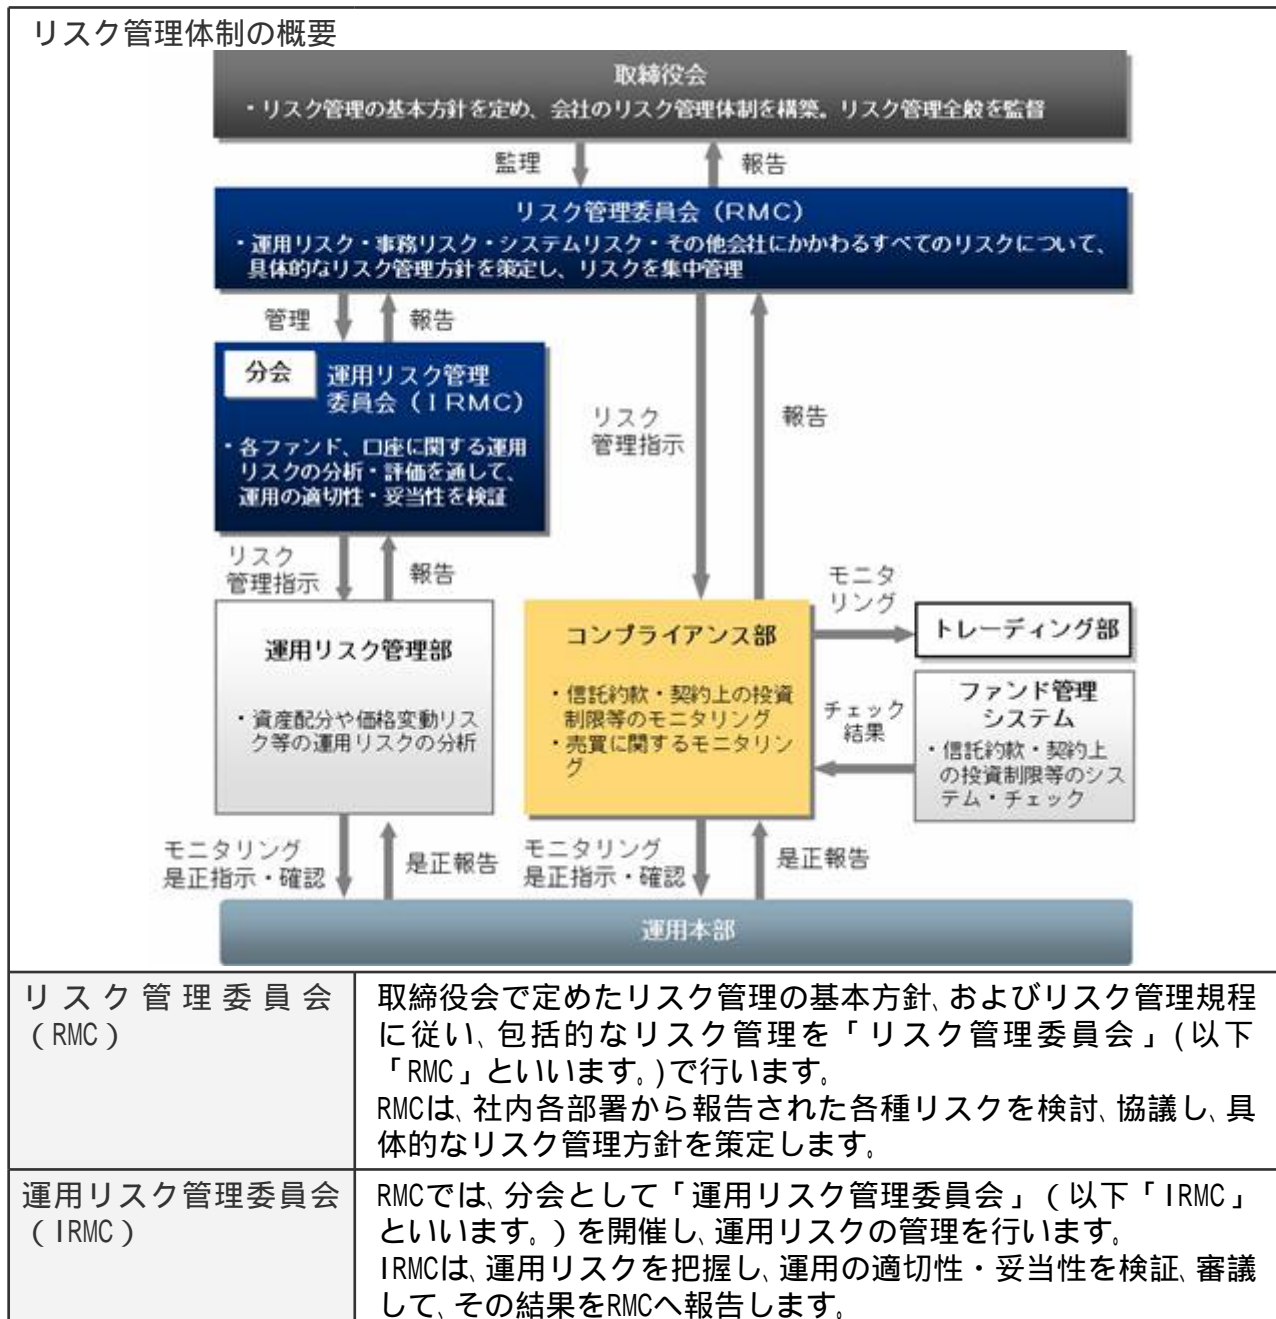 リスク管理体制の概要
取締役会
・リスク管理の基本方針を定め、会社のリスク管理体制を構築。リスク管理全般を監督
監理
報告
リスク管理委員会（RMC）
・運用リスク・事務リスク・システムリスク・その他会社にかかわるすべてのリスクについて、
具体的なリスク管理方針を策定し、リスクを集中管理
管理
報告
分会
運用リスク管理
委員会（IRMC）
・各ファンド、口座に関する運用
リスクの分析・評価を通して、
運用の適切性・妥当性を検証
リスク
管理指示
報告
リスク
管理指示
報告
運用リスク管理部
・資産配分や価格変動リス
ク等の運用リスクの分析
コンプライアンス部
・信託約款・契約上の投資
制限等のモニタリング
・売買に関するモニタリン
グ
モニタ
リング
トレーディング部
チェック
結果
ファンド管理
システム
・信託約款・契約上
の投資制限等のシス
テム・チェック
モニタリング
是正指示・確認
是正報告
モニタリング
是正指示・確認
是正報告
運用本部
リスク管理委員会
（RMC）
取締役会で定めたリスク管理の基本方針、およびリスク管理規程
に従い、包括的なリスク管理を「リスク管理委員会」(以下
「RMC」といいます。)で行います。
RMCは、社内各部署から報告された各種リスクを検討、協議し、具
体的なリスク管理方針を策定します。
運用リスク管理委員会
（IRMC）
RMCでは、分会として「運用リスク管理委員会」（以下「IRMC」
といいます。）を開催し、運用リスクの管理を行います。
IRMCは、運用リスクを把握し、運用の適切性・妥当性を検証、審議
して、その結果をRMCへ報告します。